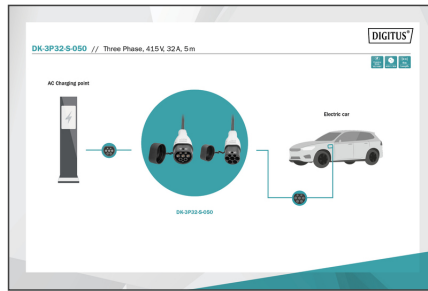 DIGITUS®
DK-3P32-S-050 // Three Phase, 415 V, 32 A, 5 m
AC Charging point
Electric car
DK-3P32-S-050